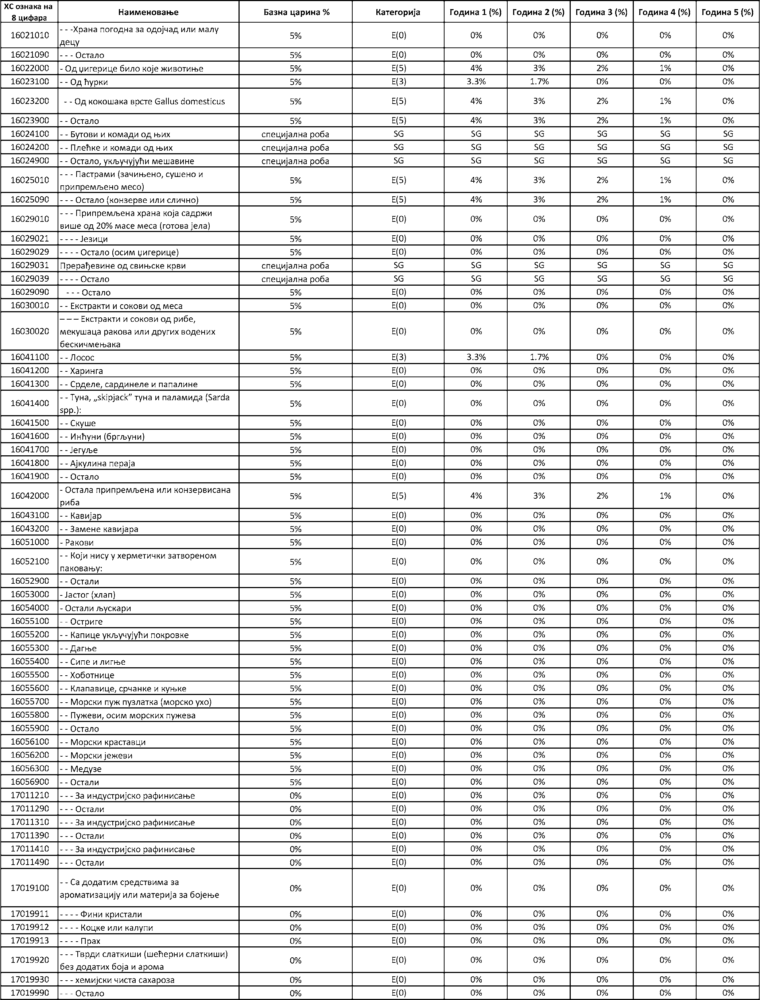 ХС ознака на 8 цифара Наименовање Базна царина % Категорија Година 1 (%) Година 2 (%) Година 3 (%) Година 4 (%) Година 5 (%)
16021010 - - -Храна погодна за одојчад или малу децу 5% E(0) 0% 0% 0% 0% 0%
16021090 - - - Остало 5% E(0) 0% 0% 0% 0% 0%
16022000 - Од џигерице било које животиње 5% E(5) 4% 3% 2% 1% 0%
16023100 - - Од ћурки 5% E(3) 3.3% 1.7% 0% 0% 0%
16023200 - - Од кокошака врсте Gallus domesticus 5% E(5) 4% 3% 2% 1% 0%
16023900 - - Остало 5% E(5) 4% 3% 2% 1% 0%
16024100 - - Бутови и комади од њих специјална роба SG SG SG SG SG SG
16024200 - - Плећке и комади од њих специјална роба SG SG SG SG SG SG
16024900 - - Остало, укључујући мешавине специјална роба SG SG SG SG SG SG
16025010 - - - Пастрами (зачињено, сушено и припремљено месо) 5% E(5) 4% 3% 2% 1% 0%
16025090 - - - Остало (конзерве или слично) 5% E(5) 4% 3% 2% 1% 0%
16029010 - - - Припремљена храна која садржи више од 20% масе меса (готова јела) 5% E(0) 0% 0% 0% 0% 0%
16029021 - - - - Језици 5% E(0) 0% 0% 0% 0% 0%
16029029 - - - - Остало (осим џигерице) 5% E(0) 0% 0% 0% 0% 0%
16029031 Прерађевине од свињске крви специјална роба SG SG SG SG SG SG
16029039 - - - - Остало специјална роба SG SG SG SG SG SG
16029090 - - - Остало 5% E(0) 0% 0% 0% 0% 0%
16030010 - - Екстракти и сокови од меса 5% E(0) 0% 0% 0% 0% 0%
16030020 – – – Екстракти и сокови од рибе, мекушаца ракова или других водених бескичмењака 5% E(0) 0% 0% 0% 0% 0%
16041100 - - Лосос 5% E(3) 3.3% 1.7% 0% 0% 0%
16041200 - - Харинга 5% E(0) 0% 0% 0% 0% 0%
16041300 - - Срделе, сардинеле и папалине 5% E(0) 0% 0% 0% 0% 0%
16041400 - - Туна, „skipjack” туна и паламида (Sarda spp.): 5% E(0) 0% 0% 0% 0% 0%
16041500 - - Скуше 5% E(0) 0% 0% 0% 0% 0%
16041600 - - Инћуни (бргљуни) 5% E(0) 0% 0% 0% 0% 0%
16041700 - - Јегуље 5% E(0) 0% 0% 0% 0% 0%
16041800 - - Ајкулина пераја 5% E(0) 0% 0% 0% 0% 0%
16041900 - - Остало 5% E(0) 0% 0% 0% 0% 0%
16042000 - Остала припремљена или конзервисана риба 5% E(5) 4% 3% 2% 1% 0%
16043100 - - Кавијар 5% E(0) 0% 0% 0% 0% 0%
16043200 - - Замене кавијара 5% E(0) 0% 0% 0% 0% 0%
16051000 - Ракови 5% E(0) 0% 0% 0% 0% 0%
16052100 - - Који нису у херметички затвореном паковању: 5% E(0) 0% 0% 0% 0% 0%
16052900 - - Остали 5% E(0) 0% 0% 0% 0% 0%
16053000 - Јастог (хлап) 5% E(0) 0% 0% 0% 0% 0%
16054000 - Остали љускари 5% E(0) 0% 0% 0% 0% 0%
16055100 - - Остриге 5% E(0) 0% 0% 0% 0% 0%
16055200 - - Капице укључујући покровке 5% E(0) 0% 0% 0% 0% 0%
16055300 - - Дагње 5% E(0) 0% 0% 0% 0% 0%
16055400 - - Сипе и лигње 5% E(0) 0% 0% 0% 0% 0%
16055500 - - Хоботнице 5% E(0) 0% 0% 0% 0% 0%
16055600 - - Клапавице, срчанке и куњке 5% E(0) 0% 0% 0% 0% 0%
16055700 - - Морски пуж пузлатка (морско ухо) 5% E(0) 0% 0% 0% 0% 0%
16055800 - - Пужеви, осим морских пужева 5% E(0) 0% 0% 0% 0% 0%
16055900 - - Остало 5% E(0) 0% 0% 0% 0% 0%
16056100 - - Морски краставци 5% E(0) 0% 0% 0% 0% 0%
16056200 - - Морски јежеви 5% E(0) 0% 0% 0% 0% 0%
16056300 - - Медузе 5% E(0) 0% 0% 0% 0% 0%
16056900 - - Остали 5% E(0) 0% 0% 0% 0% 0%
17011210 - - - За индустријско рафинисање 0% E(0) 0% 0% 0% 0% 0%
17011290 - - - Остали 0% E(0) 0% 0% 0% 0% 0%
17011310 - - - За индустријско рафинисање 0% E(0) 0% 0% 0% 0% 0%
17011390 - - - Остали 0% E(0) 0% 0% 0% 0% 0%
17011410 - - - За индустријско рафинисање 0% E(0) 0% 0% 0% 0% 0%
17011490 - - - Остали 0% E(0) 0% 0% 0% 0% 0%
17019100 - - Са додатим средствима за ароматизацију или материја за бојење 0% E(0) 0% 0% 0% 0% 0%
17019911 - - - - Фини кристали 0% E(0) 0% 0% 0% 0% 0%
17019912 - - - - Коцке или калупи 0% E(0) 0% 0% 0% 0% 0%
17019913 - - - - Прах 0% E(0) 0% 0% 0% 0% 0%
17019920 - - - Тврди слаткиши (шећерни слаткиши) без додатих боја и арома 0% E(0) 0% 0% 0% 0% 0%
17019930 - - - хемијски чиста сахароза 0% E(0) 0% 0% 0% 0% 0%
17019990 - - - Остало 0% E(0) 0% 0% 0% 0% 0%